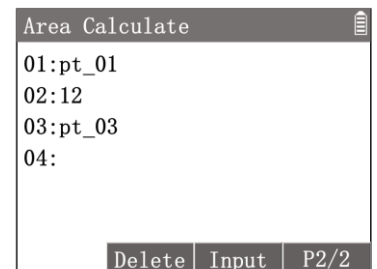 Area Calculate
01:pt_01
02:12
03:pt_03
04:
Delete Input P2/2